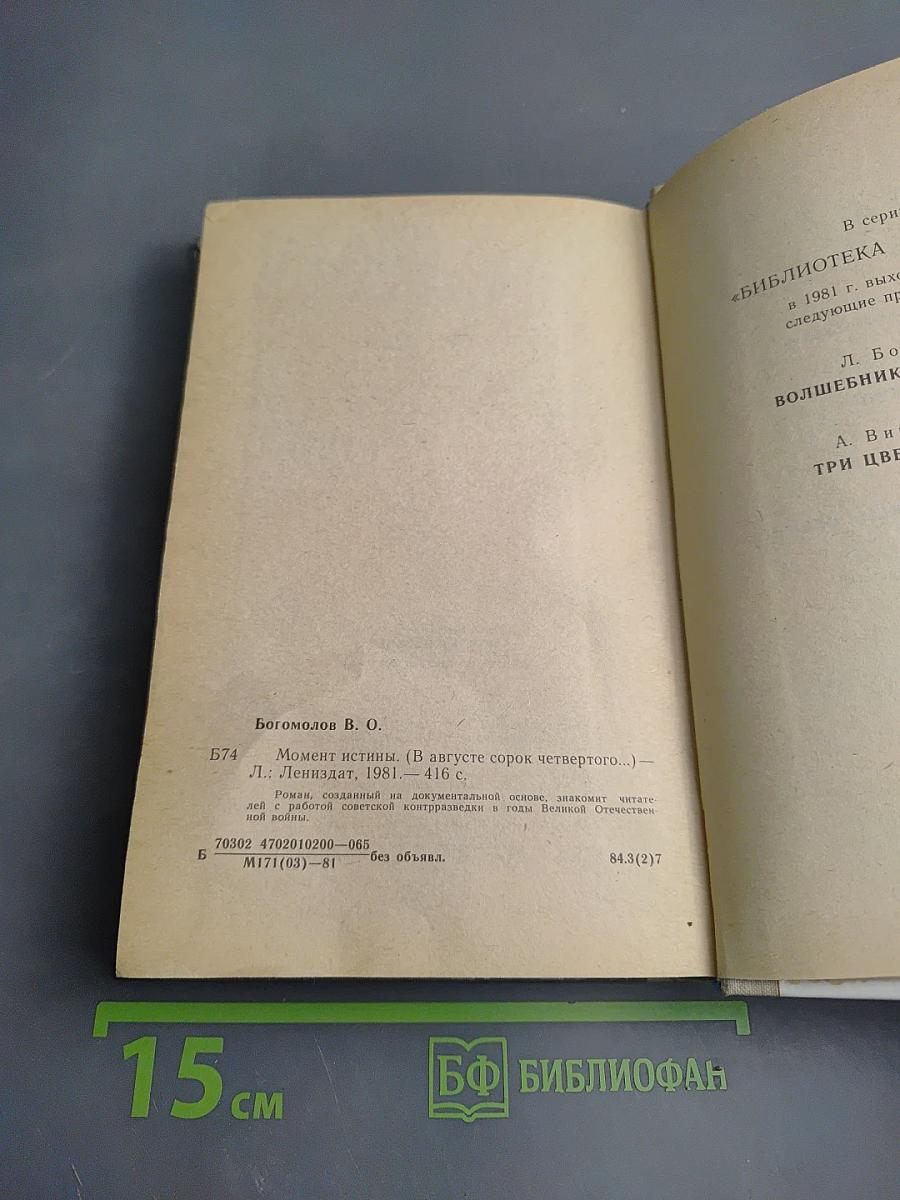 Богомолов В. О.
Б74 Момент истины. (В августе сорок четвертого...) —
Л.: Лениздат, 1981.— 416 с.
Роман, созданный на документальной основе, знакомит читате-
лей с работой советской контрразведки в годы Великой Отечествен-
ной войны.
Б 70302 4702010200—065
М171(03)—81 без объявл. 84.3(2)7
В сери
«БИБЛИОТЕКА
в 1981 г. выхо
следующие пр
Л. Бо
ВОЛШЕБНИК
А. Ви
ТРИ ЦВЕ
15 см
БФ БИБЛИОФАН